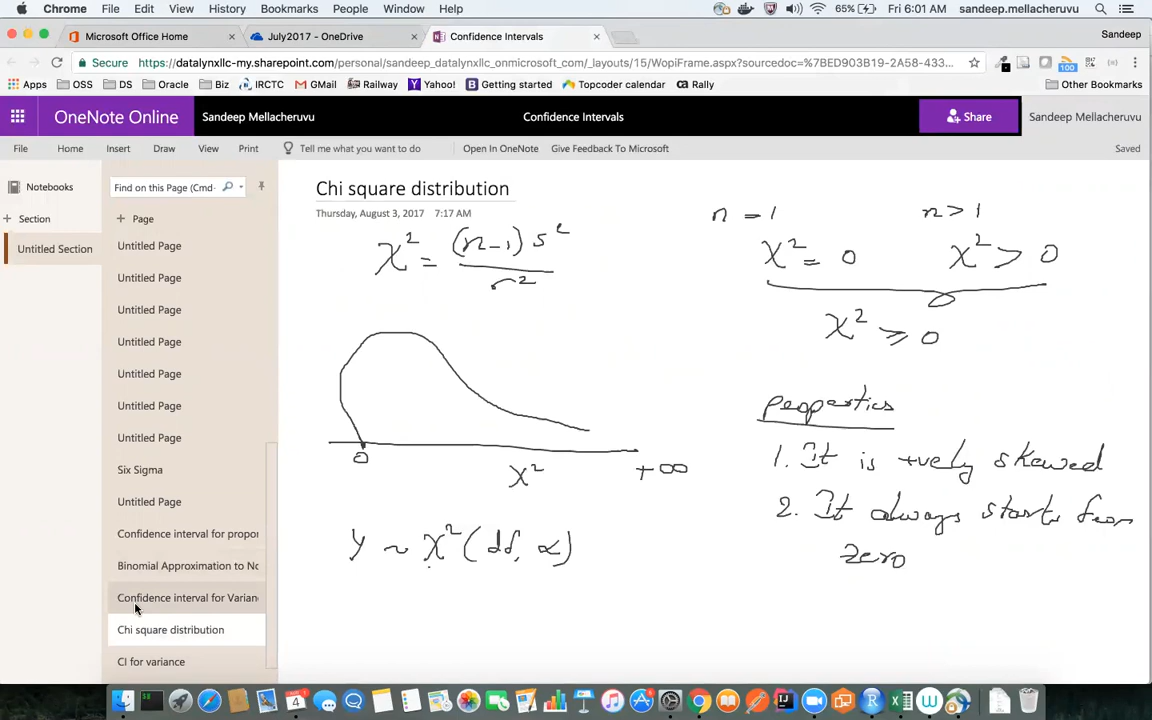 Chrome File Edit View History Bookmarks People Window Help 65% Fri 6:01 AM sandeep.mellacheruvu
Microsoft Office Home July2017 - OneDrive Confidence Intervals Sandeep
Secure https://datalynxllc-my.sharepoint.com/personal/sandeep_datalynxllc_onmicrosoft_com/_layouts/15/WopiFrame.aspx?sourcedoc=%7BED903B19-2A58-433... 100
Apps OSS DS Oracle Biz IRCTC GMail Railway Yahoo! Getting started Topcoder calendar Rally Other Bookmarks
OneNote Online Sandeep Mellacheruvu Confidence Intervals Share Sandeep Mellacheruvu
File Home Insert Draw View Print Tell me what you want to do Open In OneNote Give Feedback To Microsoft Saved
Notebooks
Section
Untitled Section
Find on this Page (Cmd-
Page
Untitled Page
Untitled Page
Untitled Page
Untitled Page
Untitled Page
Untitled Page
Untitled Page
Six Sigma
Untitled Page
Confidence interval for propor
Binomial Approximation to No
Confidence interval for Varian
Chi square distribution
CI for variance
Chi square distribution
Thursday, August 3, 2017 7:17 AM
χ² = (n-1) s² / σ²
n = 1 n > 1
χ² = 0 χ² > 0
χ² ≥ 0
0 χ² +∞
Y ~ χ² (df, α)
Properties
1. It is +vely skewed
2. It always starts from
zero